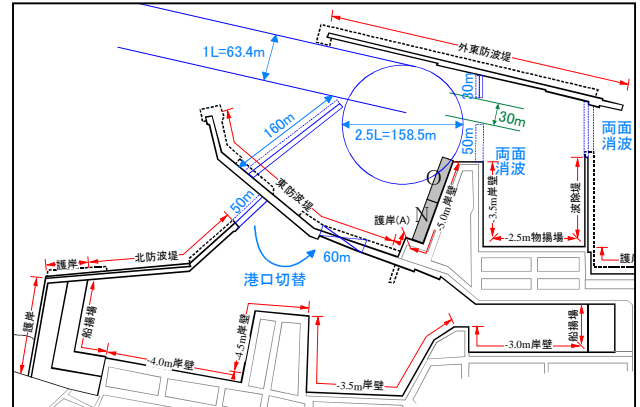 1L=63.4m
外東防波堤
30m
30m
160m
2.5L=158.5m
50m
両面
消波
両面
消波
O
N
-5.0m岸壁
-3.5m岸壁
波除堤
東防波堤
護岸(A)
-2.5m物揚場
護岸
50m
60m
港口切替
護岸
北防波堤
護岸
船揚場
-4.0m岸壁
-4.5m岸壁
-3.5m岸壁
-3.0m岸壁
船揚場